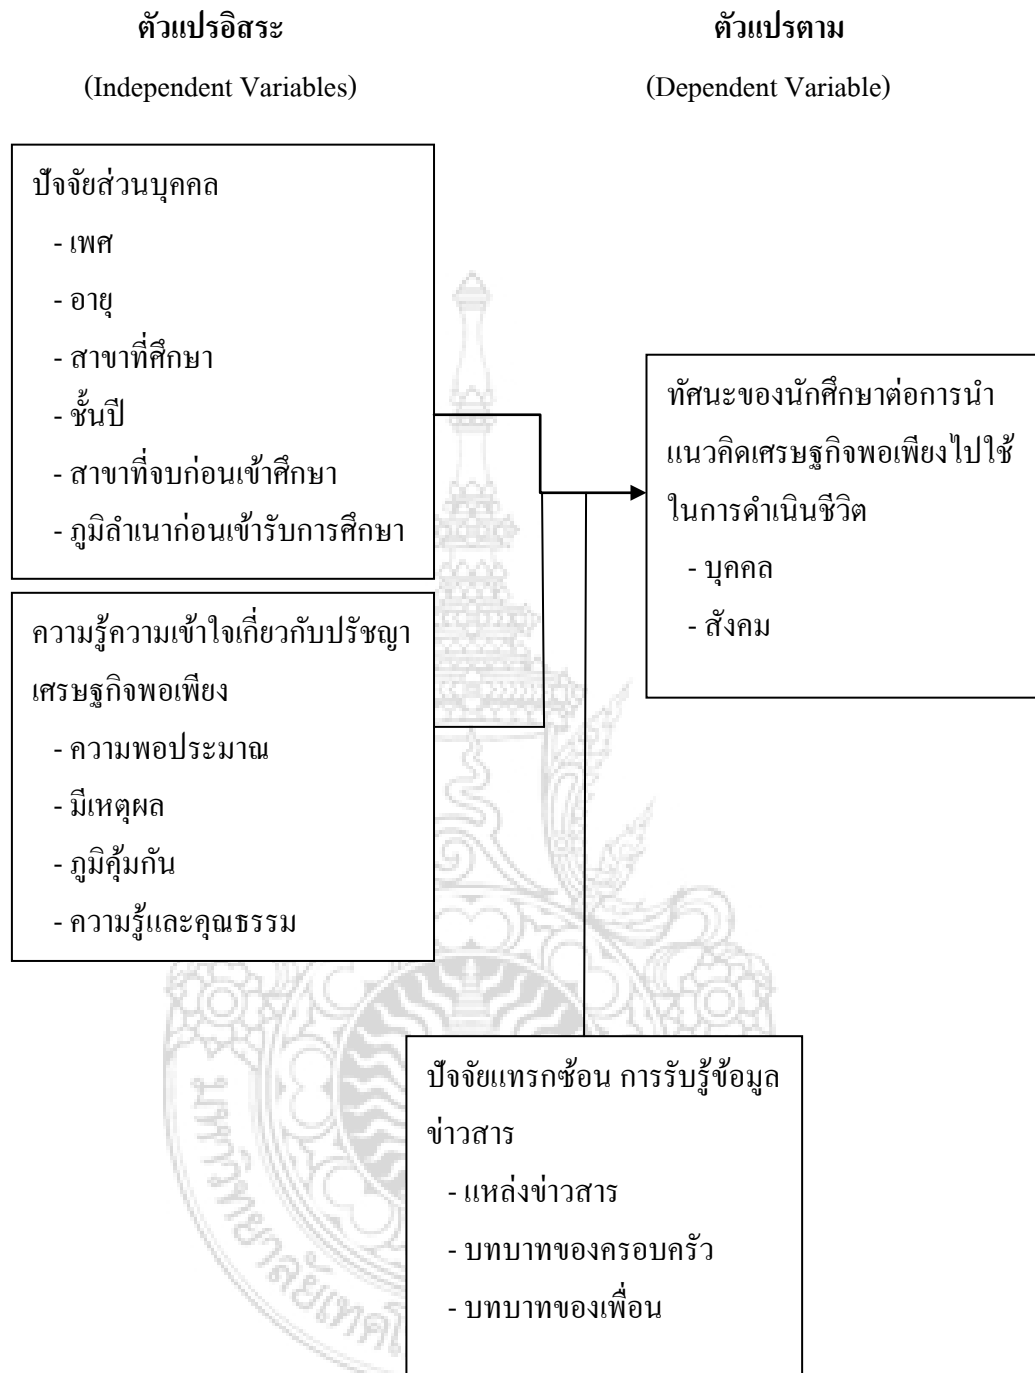 ตัวแปรอิสระ
(Independent Variables)
ตัวแปรตาม
(Dependent Variable)
ปัจจัยส่วนบุคคล
- เพศ
- อายุ
- สาขาที่ศึกษา
- ชั้นปี
- สาขาที่จบก่อนเข้าศึกษา
- ภูมิลำเนาก่อนเข้ารับการศึกษา
ความรู้ความเข้าใจเกี่ยวกับปรัชญา
เศรษฐกิจพอเพียง
- ความพอประมาณ
- มีเหตุผล
- ภูมิคุ้มกัน
- ความรู้และคุณธรรม
ทัศนะของนักศึกษาต่อการนำ
แนวคิดเศรษฐกิจพอเพียงไปใช้
ในการดำเนินชีวิต
- บุคคล
- สังคม
ปัจจัยแทรกซ้อน การรับรู้ข้อมูล
ข่าวสาร
- แหล่งข่าวสาร
- บทบาทของครอบครัว
- บทบาทของเพื่อน
มหาวิทยาลัยเทคโ